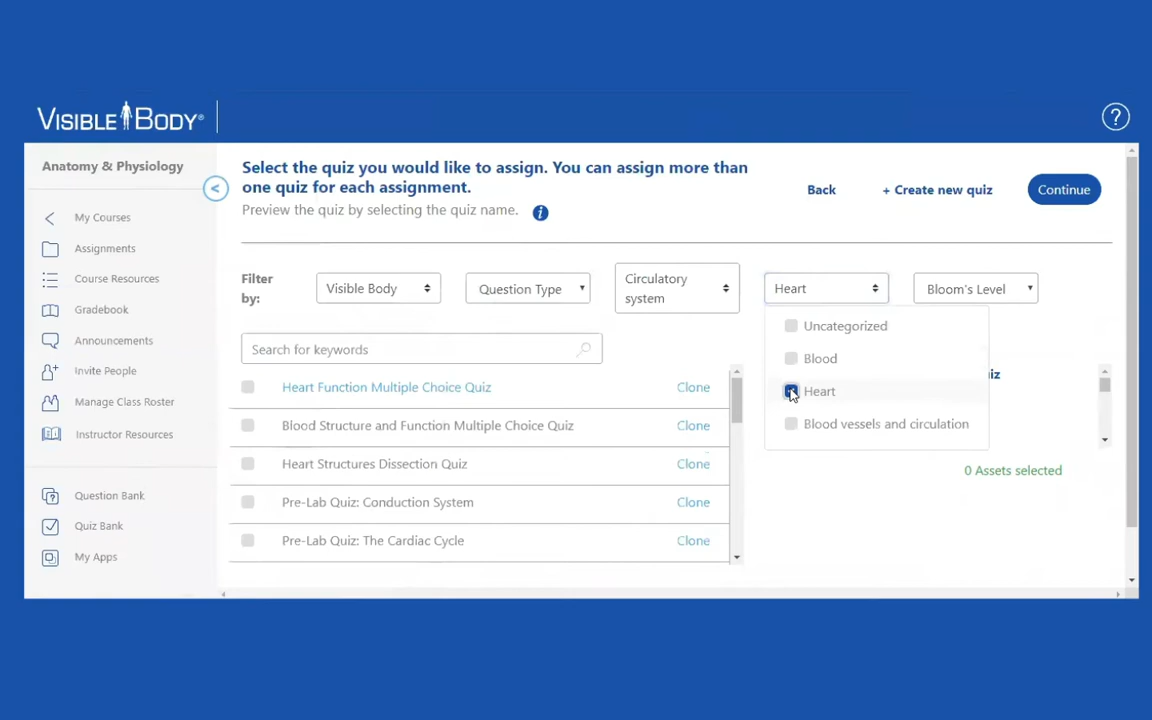 VISIBLE BODY®
?
Anatomy & Physiology
<
My Courses
Assignments
Course Resources
Gradebook
Announcements
Invite People
Manage Class Roster
Instructor Resources
Question Bank
Quiz Bank
My Apps
Select the quiz you would like to assign. You can assign more than
one quiz for each assignment.
Preview the quiz by selecting the quiz name. i
Back
+ Create new quiz
Continue
Filter
by:
Visible Body
Question Type
Circulatory
system
Heart
Bloom's Level
Uncategorized
Blood
Heart
Blood vessels and circulation
Search for keywords
Heart Function Multiple Choice Quiz Clone
Blood Structure and Function Multiple Choice Quiz Clone
Heart Structures Dissection Quiz Clone
Pre-Lab Quiz: Conduction System Clone
Pre-Lab Quiz: The Cardiac Cycle Clone
0 Assets selected